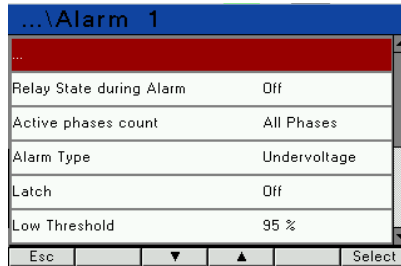 ...\Alarm 1
...
Relay State during Alarm Off
Active phases count All Phases
Alarm Type Undervoltage
Latch Off
Low Threshold 95 %
Esc ▼ ▲ Select